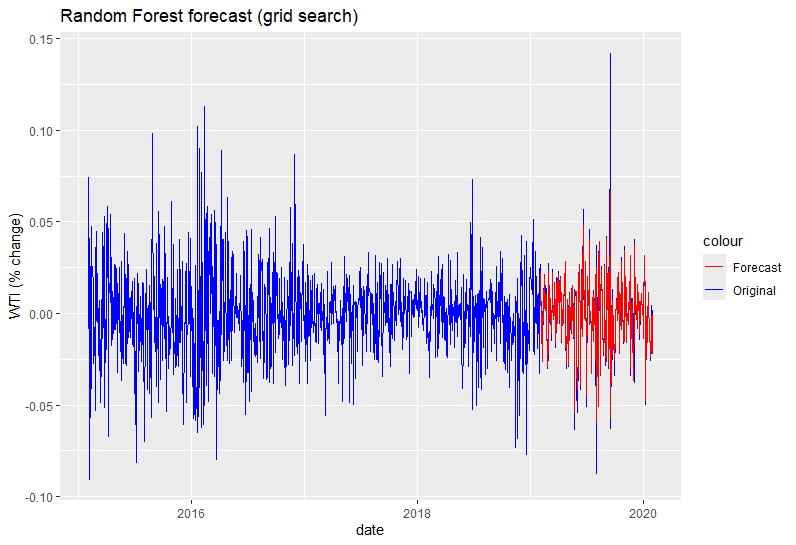 Random Forest forecast (grid search)
0.15
0.10
0.05
0.00
-0.05
-0.10
WTI (% change)
2016
2018
2020
date
colour
Forecast
Original